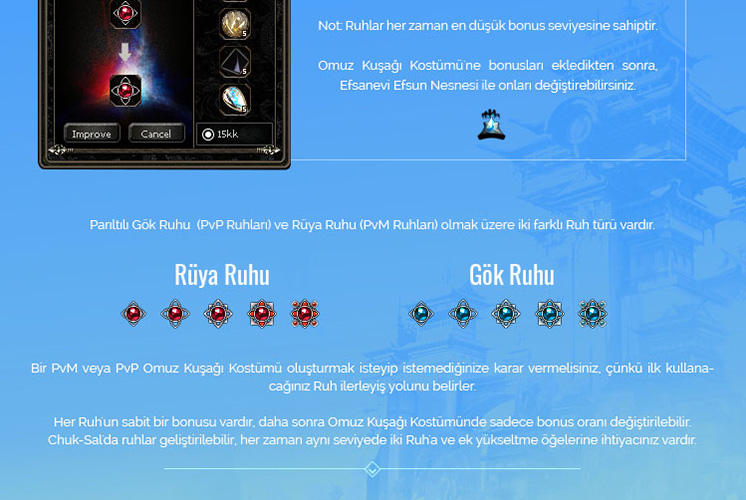 Not: Ruhlar her zaman en düşük bonus seviyesine sahiptir.
Omuz Kuşağı Kostümü'ne bonusları ekledikten sonra,
Efsanevi Efsun Nesnesi ile onları değiştirebilirsiniz.
5
5
5
Improve
Cancel
15kk
Parıltılı Gök Ruhu (PvP Ruhları) ve Rüya Ruhu (PvM Ruhları) olmak üzere iki farklı Ruh türü vardır.
Rüya Ruhu
Gök Ruhu
Bir PvM veya PvP Omuz Kuşağı Kostümü oluşturmak isteyip istemediğinize karar vermelisiniz, çünkü ilk kullana-
cağınız Ruh ilerleyiş yolunu belirler.
Her Ruh'un sabit bir bonusu vardır, daha sonra Omuz Kuşağı Kostümünde sadece bonus oranı değiştirilebilir.
Chuk-Sal'da ruhlar geliştirilebilir, her zaman aynı seviyede iki Ruh'a ve ek yükseltme öğelerine ihtiyacınız vardır.